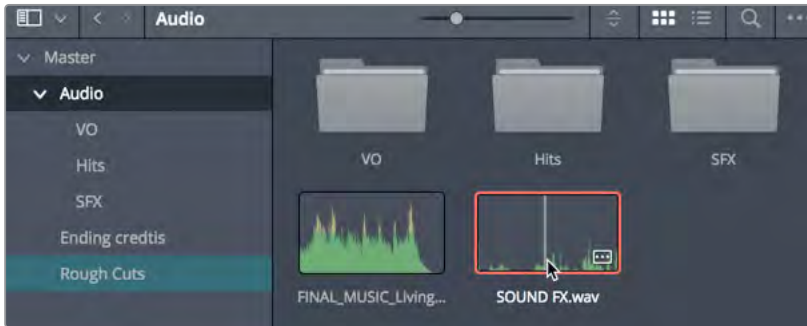 Audio
Master
Audio
VO
Hits
SFX
Ending credtis
Rough Cuts
VO
Hits
SFX
FINAL_MUSIC_Living...
SOUND FX.wav